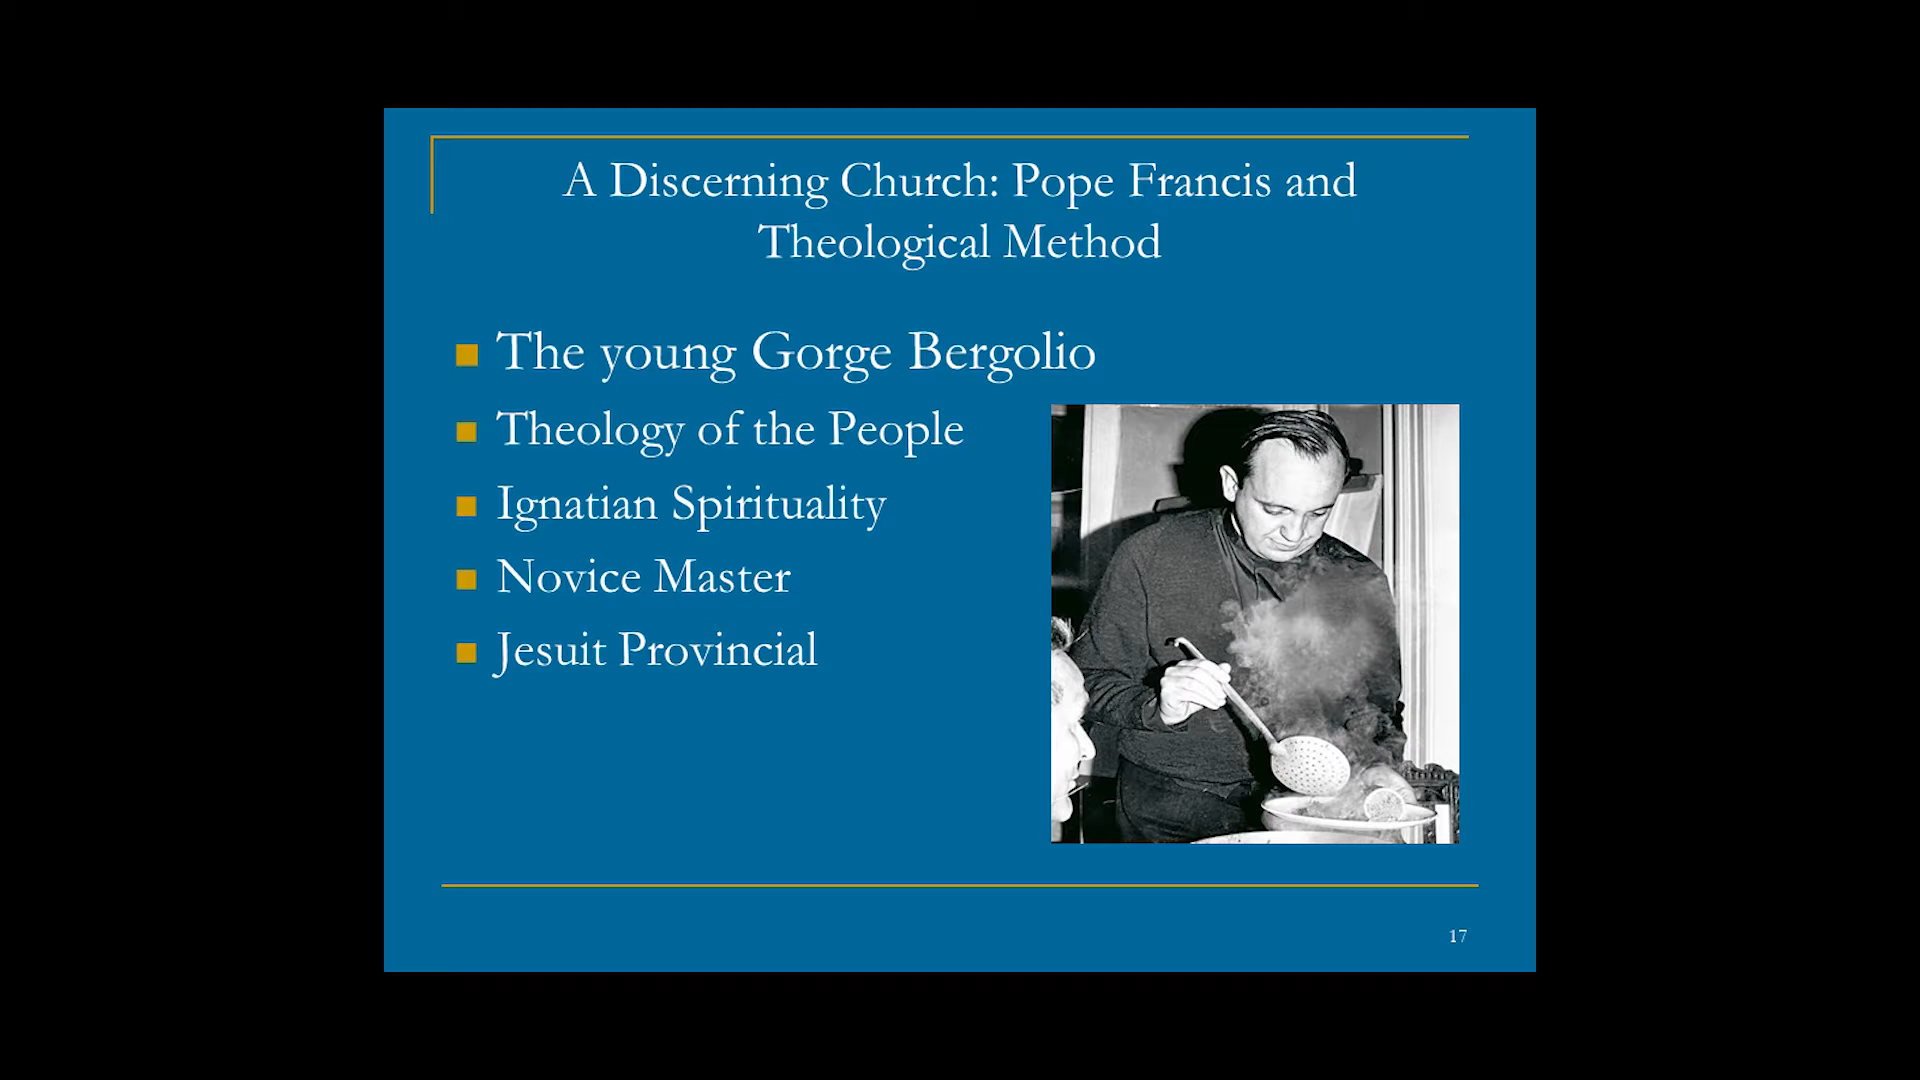 A Discerning Church: Pope Francis and
Theological Method
The young Gorge Bergolio
Theology of the People
Ignatian Spirituality
Novice Master
Jesuit Provincial
17